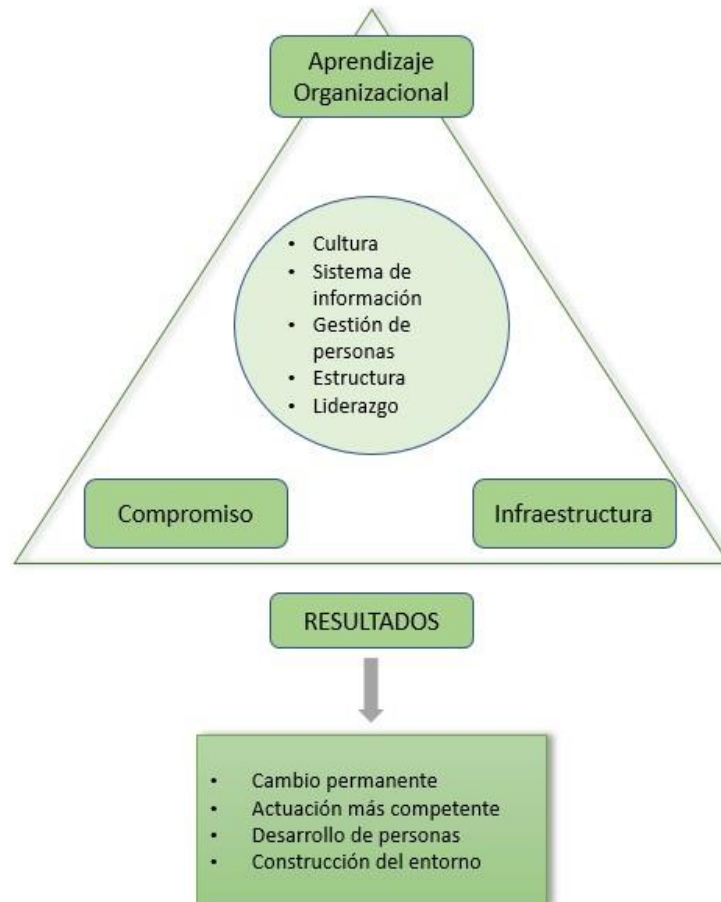 Aprendizaje
Organizacional
• Cultura
• Sistema de
información
• Gestión de
personas
• Estructura
• Liderazgo
Compromiso
Infraestructura
RESULTADOS
• Cambio permanente
• Actuación más competente
• Desarrollo de personas
• Construcción del entorno